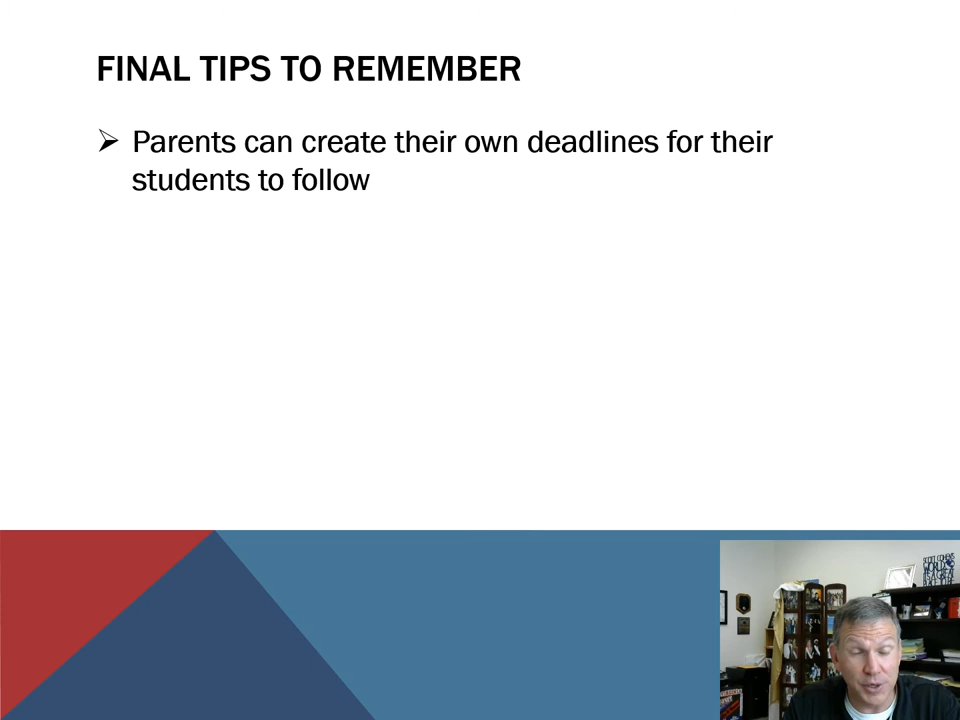 FINAL TIPS TO REMEMBER
➢ Parents can create their own deadlines for their
students to follow